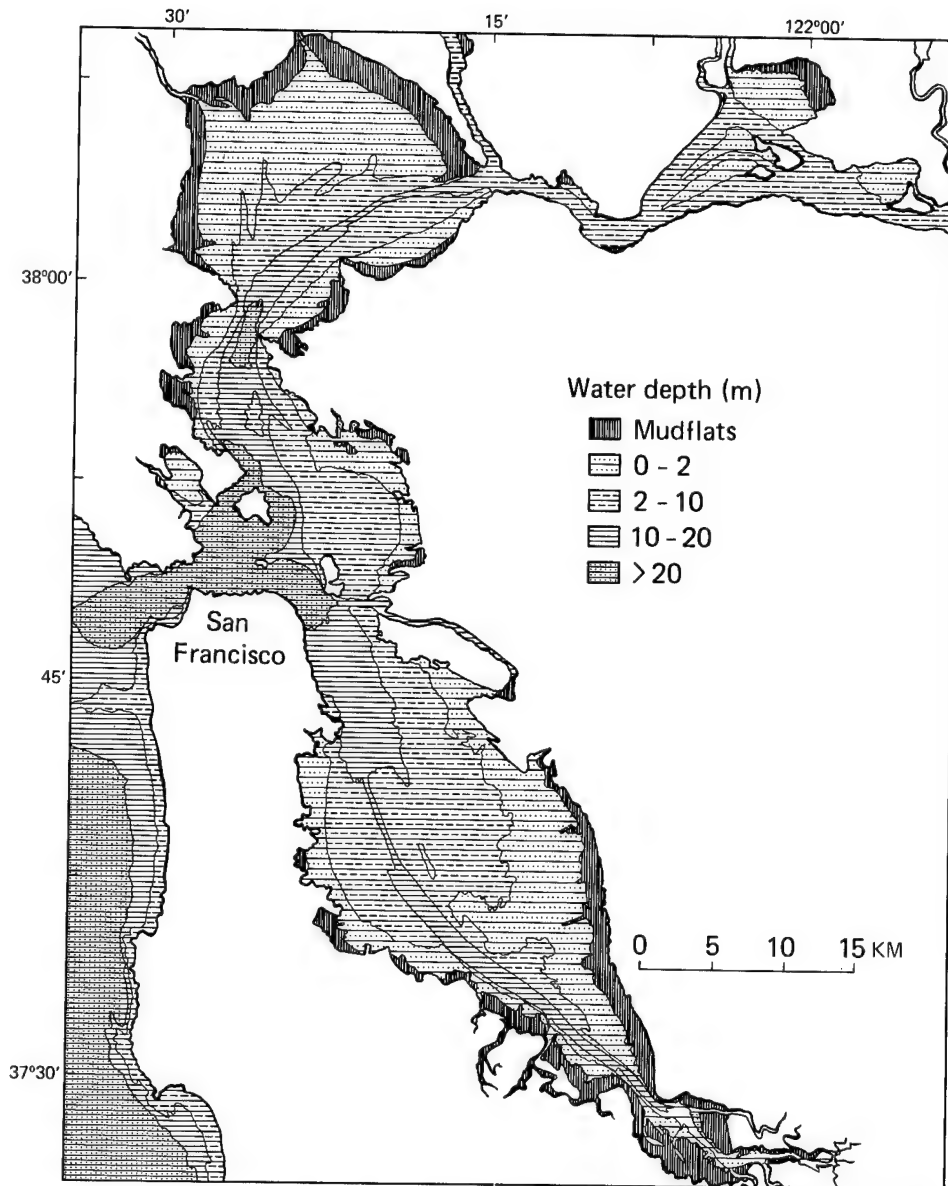 30'
15'
122°00'
38°00'
Water depth (m)
Mudflats
0 - 2
2 - 10
10 - 20
> 20
San
Francisco
45'
0 5 10 15 KM
37°30'